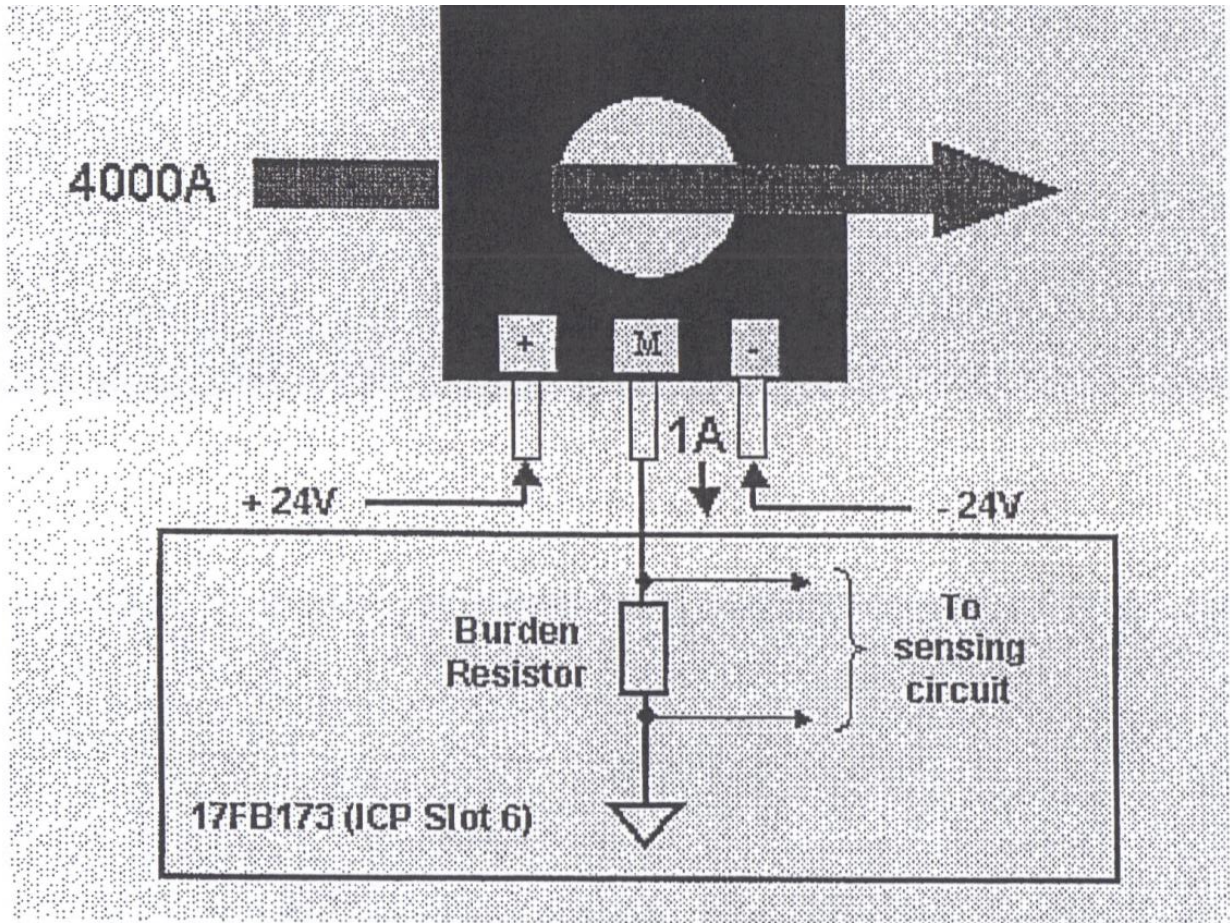 4000A
+ M -
1A
+ 24V
- 24V
Burden
Resistor
To
sensing
circuit
17FB173 (ICP Slot 6)